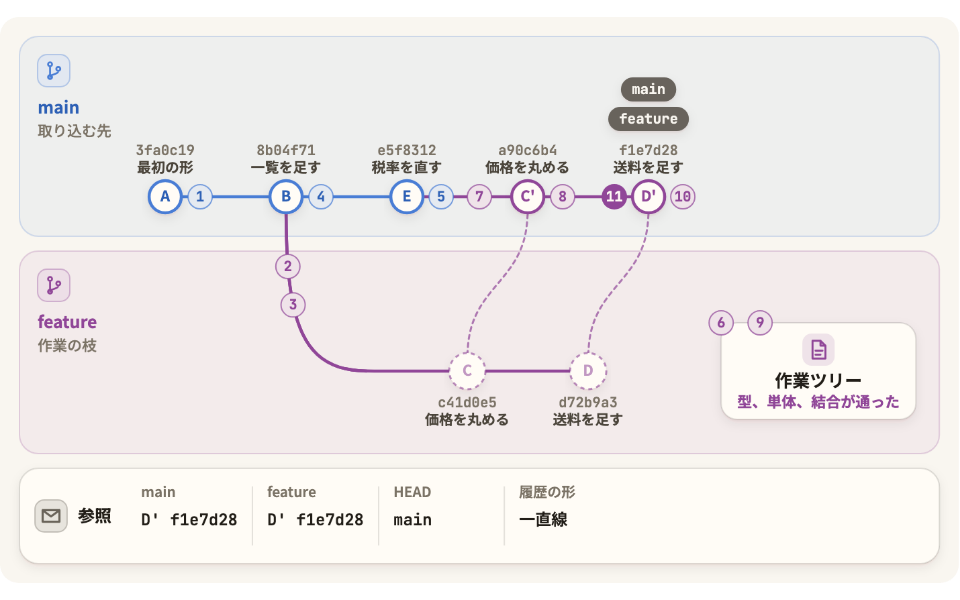 main
取り込む先
main
feature
3fa0c19
最初の形
8b04f71
一覧を足す
e5f8312
税率を直す
a90c6b4
価格を丸める
f1e7d28
送料を足す
A 1 B 4 E 5 7 C' 8 11 D' 10
feature
作業の枝
2
3
6 9
C
c41d0e5
価格を丸める
D
d72b9a3
送料を足す
作業ツリー
型、単体、結合が通った
参照
main
D' f1e7d28
feature
D' f1e7d28
HEAD
main
履歴の形
一直線